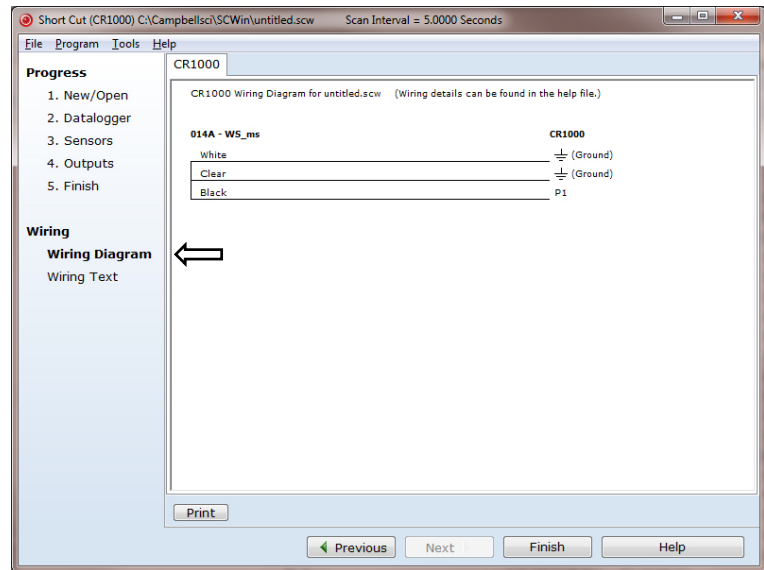 Short Cut (CR1000) C:\Campbellsci\SCWin\untitled.scw Scan Interval = 5.0000 Seconds
File Program Tools Help
Progress
1. New/Open
2. Datalogger
3. Sensors
4. Outputs
5. Finish
Wiring
Wiring Diagram
Wiring Text
CR1000
CR1000 Wiring Diagram for untitled.scw (Wiring details can be found in the help file.)
014A - WS_ms CR1000
White (Ground)
Clear (Ground)
Black P1
Print
Previous Next Finish Help